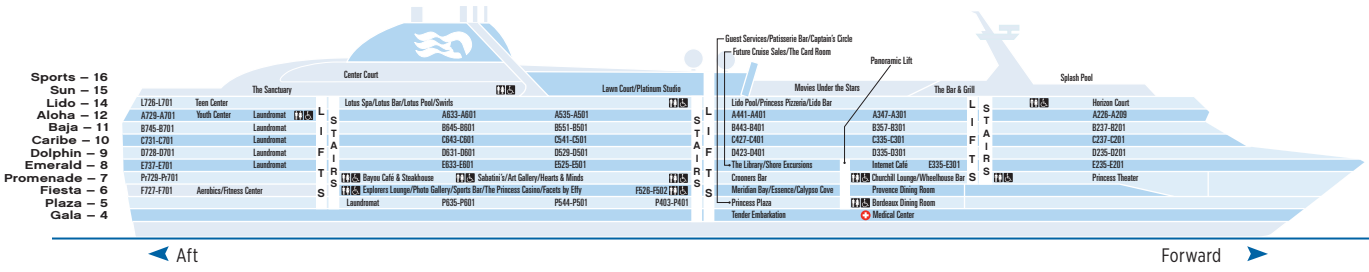 Guest Services/Patisserie Bar/Captain's Circle
Future Cruise Sales/The Card Room
Panoramic Lift
Sports – 16 Center Court Splash Pool
Sun – 15 The Sanctuary Lawn Court/Platinum Studio Movies Under the Stars The Bar & Grill
Lido – 14 L726-L701 Teen Center Lotus Spa/Lotus Bar/Lotus Pool/Swirls Lido Pool/Princess Pizzeria/Lido Bar Horizon Court
Aloha – 12 A729-A701 Youth Center Laundromat A633-A601 A535-A501 A441-A401 A347-A301 A226-A209
Baja – 11 B745-B701 Laundromat B645-B601 B551-B501 B443-B401 B357-B301 B237-B201
Caribe – 10 C731-C701 Laundromat C643-C601 C541-C501 C427-C401 C335-C301 C237-C201
Dolphin – 9 D728-D701 Laundromat D631-D601 D529-D501 D423-D401 D335-D301 D235-D201
Emerald – 8 E737-E701 Laundromat E633-E601 E525-E501 The Library/Shore Excursions Internet Café E335-E301 E235-E201
Promenade – 7 Pr729-Pr701 Bayou Café & Steakhouse Sabatini's/Art Gallery/Hearts & Minds Crooners Bar Churchill Lounge/Wheelhouse Bar Princess Theater
Fiesta – 6 F727-F701 Aerobics/Fitness Center Explorers Lounge/Photo Gallery/Sports Bar/The Princess Casino/Facets by Effy F526-F502 Meridian Bay/Essence/Calypso Cove Provence Dining Room
Plaza – 5 Laundromat P635-P601 P544-P501 P403-P401 Princess Plaza Bordeaux Dining Room
Gala – 4 Tender Embarkation Medical Center
LIFTS
STAIRS
STAIRS
LIFTS
LIFTS
STAIRS
Aft Forward